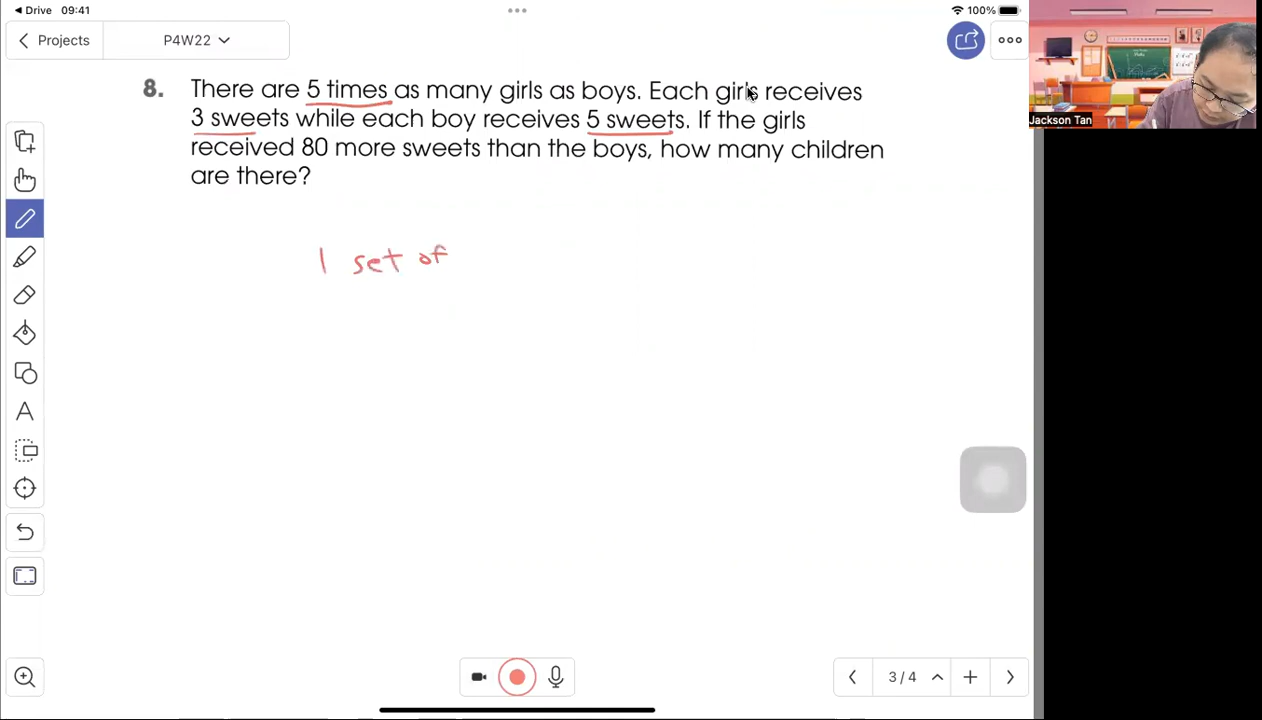 Drive 09:41
100%
Projects
P4W22
Jackson Tan
8. There are 5 times as many girls as boys. Each girls receives
3 sweets while each boy receives 5 sweets. If the girls
received 80 more sweets than the boys, how many children
are there?
1 set of
A
3 / 4